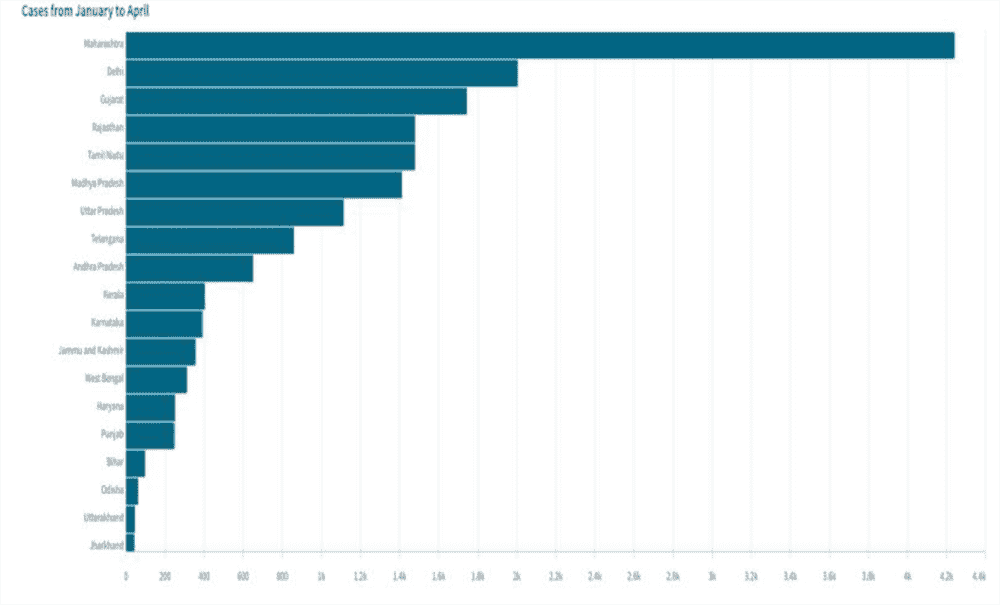 Cases from January to April
Maharashtra
Delhi
Gujarat
Rajasthan
Tamil Nadu
Madhya Pradesh
Uttar Pradesh
Telangana
Andhra Pradesh
Kerala
Karnataka
Jammu and Kashmir
West Bengal
Haryana
Punjab
Bihar
Odisha
Uttarakhand
Jharkhand
0 200 400 600 800 1k 1.2k 1.4k 1.6k 1.8k 2k 2.2k 2.4k 2.6k 2.8k 3k 3.2k 3.4k 3.6k 3.8k 4k 4.2k 4.4k